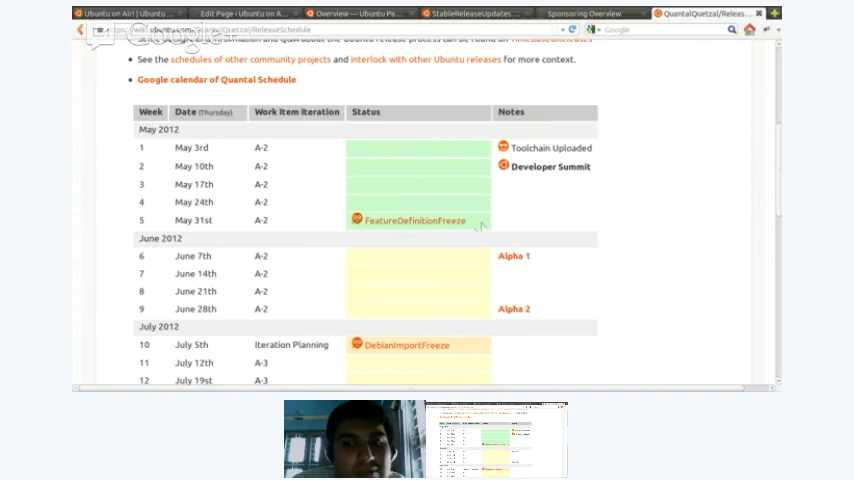 Ubuntu on Air! | Ubuntu
Edit Page ‹ Ubuntu on A...
Overview — Ubuntu Pa...
StableReleaseUpdates ...
Sponsoring Overview
QuantalQuetzal/Releas...
ubuntu.com/QuantalQuetzal/ReleaseSchedule
Google
See the schedules of other community projects and interlock with other Ubuntu releases for more context.
Google calendar of Quantal Schedule
Week Date (Thursday) Work Item Iteration Status Notes
May 2012
1 May 3rd A-2 Toolchain Uploaded
2 May 10th A-2 Developer Summit
3 May 17th A-2
4 May 24th A-2
5 May 31st A-2 FeatureDefinitionFreeze
June 2012
6 June 7th A-2 Alpha 1
7 June 14th A-2
8 June 21th A-2
9 June 28th A-2 Alpha 2
July 2012
10 July 5th Iteration Planning DebianImportFreeze
11 July 12th A-3
12 July 19st A-3